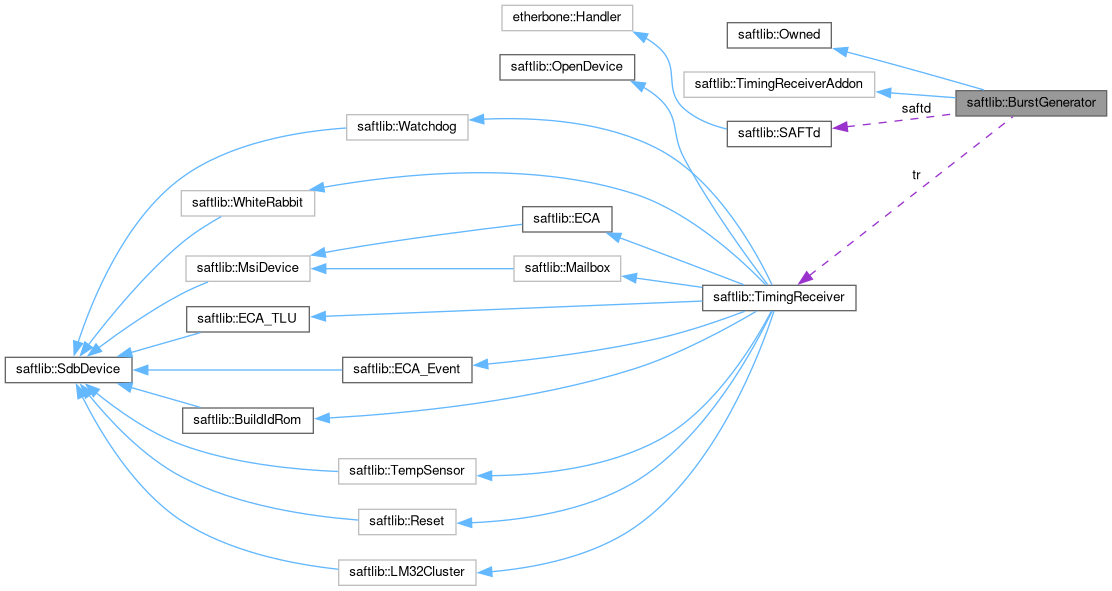 etherbone::Handler
saftlib::Owned
saftlib::OpenDevice
saftlib::TimingReceiverAddon
saftlib::BurstGenerator
saftd
saftlib::Watchdog
saftlib::SAFTd
tr
saftlib::WhiteRabbit
saftlib::ECA
saftlib::MsiDevice
saftlib::Mailbox
saftlib::TimingReceiver
saftlib::ECA_TLU
saftlib::SdbDevice
saftlib::ECA_Event
saftlib::BuildIdRom
saftlib::TempSensor
saftlib::Reset
saftlib::LM32Cluster